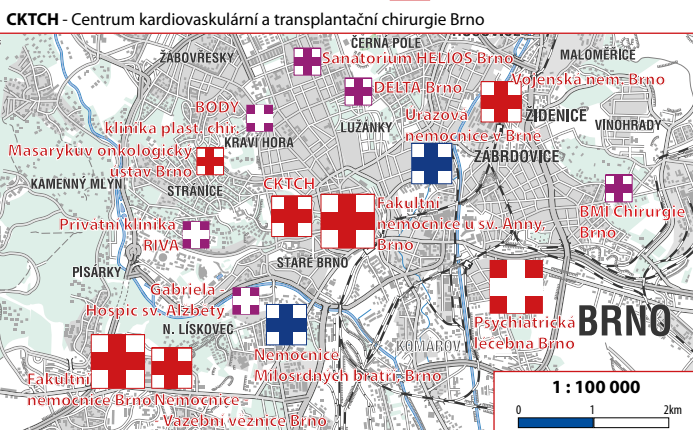 CKTCH - Centrum kardiovaskulární a transplantační chirurgie Brno
ČERNÁ POLE
ŽABOVŘESKY
Sanatorium HELIOS Brno
MALOMĚŘICE
DELTA Brno
Vojenská nem. Brno
BODY
klinika plast. chir.
KRAVÍ HORA
LUŽÁNKY
Úrazová
nemocnice v Brně
ŽIDENICE
VINOHRADY
Masarykův onkologický
ústav Brno
ZÁBRDOVICE
KAMENNÝ MLÝN
STRÁNICE
CKTCH
Fakultní
nemocnice u sv. Anny
Brno
BMI Chirurgie
Brno
Privátní klinika
RIVA
PÍSÁRKY
STARÉ BRNO
Gabriela
Hospic sv. Alžběty
N. LÍSKOVEC
Psychiatrická
léčebna Brno
BRNO
KOMÁROV
Nemocnice
Milosrdných bratří, Brno
Fakultní
nemocnice Brno
Nemocnice
Vazební věznice Brno
1 : 100 000
0 1 2km